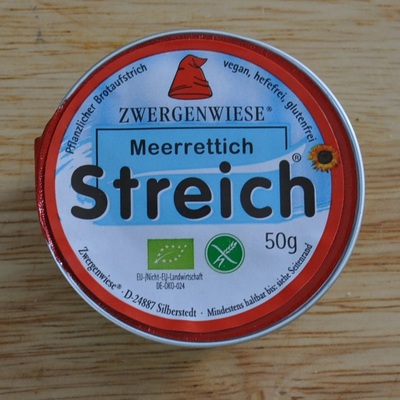 Pflanzlicher Brotaufstrich
vegan, hefefrei, glutenfrei
ZWERGENWIESE®
Meerrettich
Streich®
50g
EU-/Nicht-EU-Landwirtschaft
DE-ÖKO-024
Zwergenwiese® · D-24887 Silberstedt · Mindestens haltbar bis: siehe Seitenrand